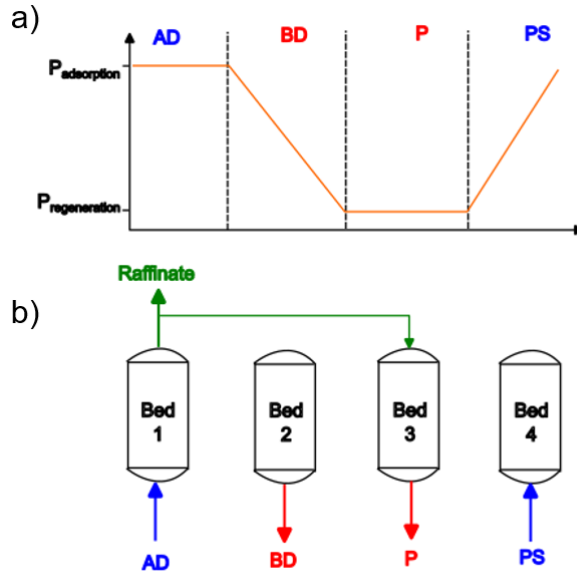 a)
AD BD P PS
Padsorption
Pregeneration
Raffinate
b)
Bed Bed Bed Bed
1 2 3 4
AD BD P PS